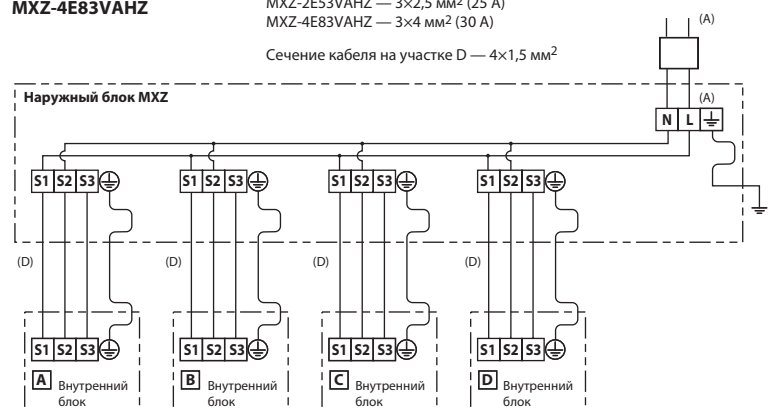 MXZ-2E53VAHZ — 3×2,5 мм² (25 А)
MXZ-4E83VAHZ
MXZ-4E83VAHZ — 3×4 мм² (30 А)
(A)
Сечение кабеля на участке D — 4×1,5 мм²
Наружный блок MXZ
(A)
N L
S1 S2 S3 S1 S2 S3 S1 S2 S3 S1 S2 S3
(D) (D) (D) (D)
S1 S2 S3 S1 S2 S3 S1 S2 S3 S1 S2 S3
A Внутренний B Внутренний C Внутренний D Внутренний
блок блок блок блок